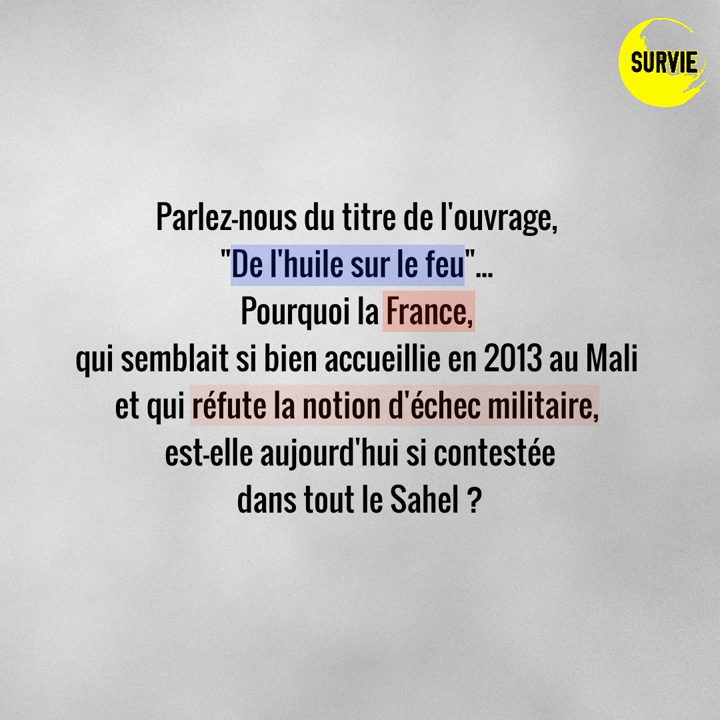 SURVIE
Parlez-nous du titre de l'ouvrage,
"De l'huile sur le feu"...
Pourquoi la France,
qui semblait si bien accueillie en 2013 au Mali
et qui réfute la notion d'échec militaire,
est-elle aujourd'hui si contestée
dans tout le Sahel ?